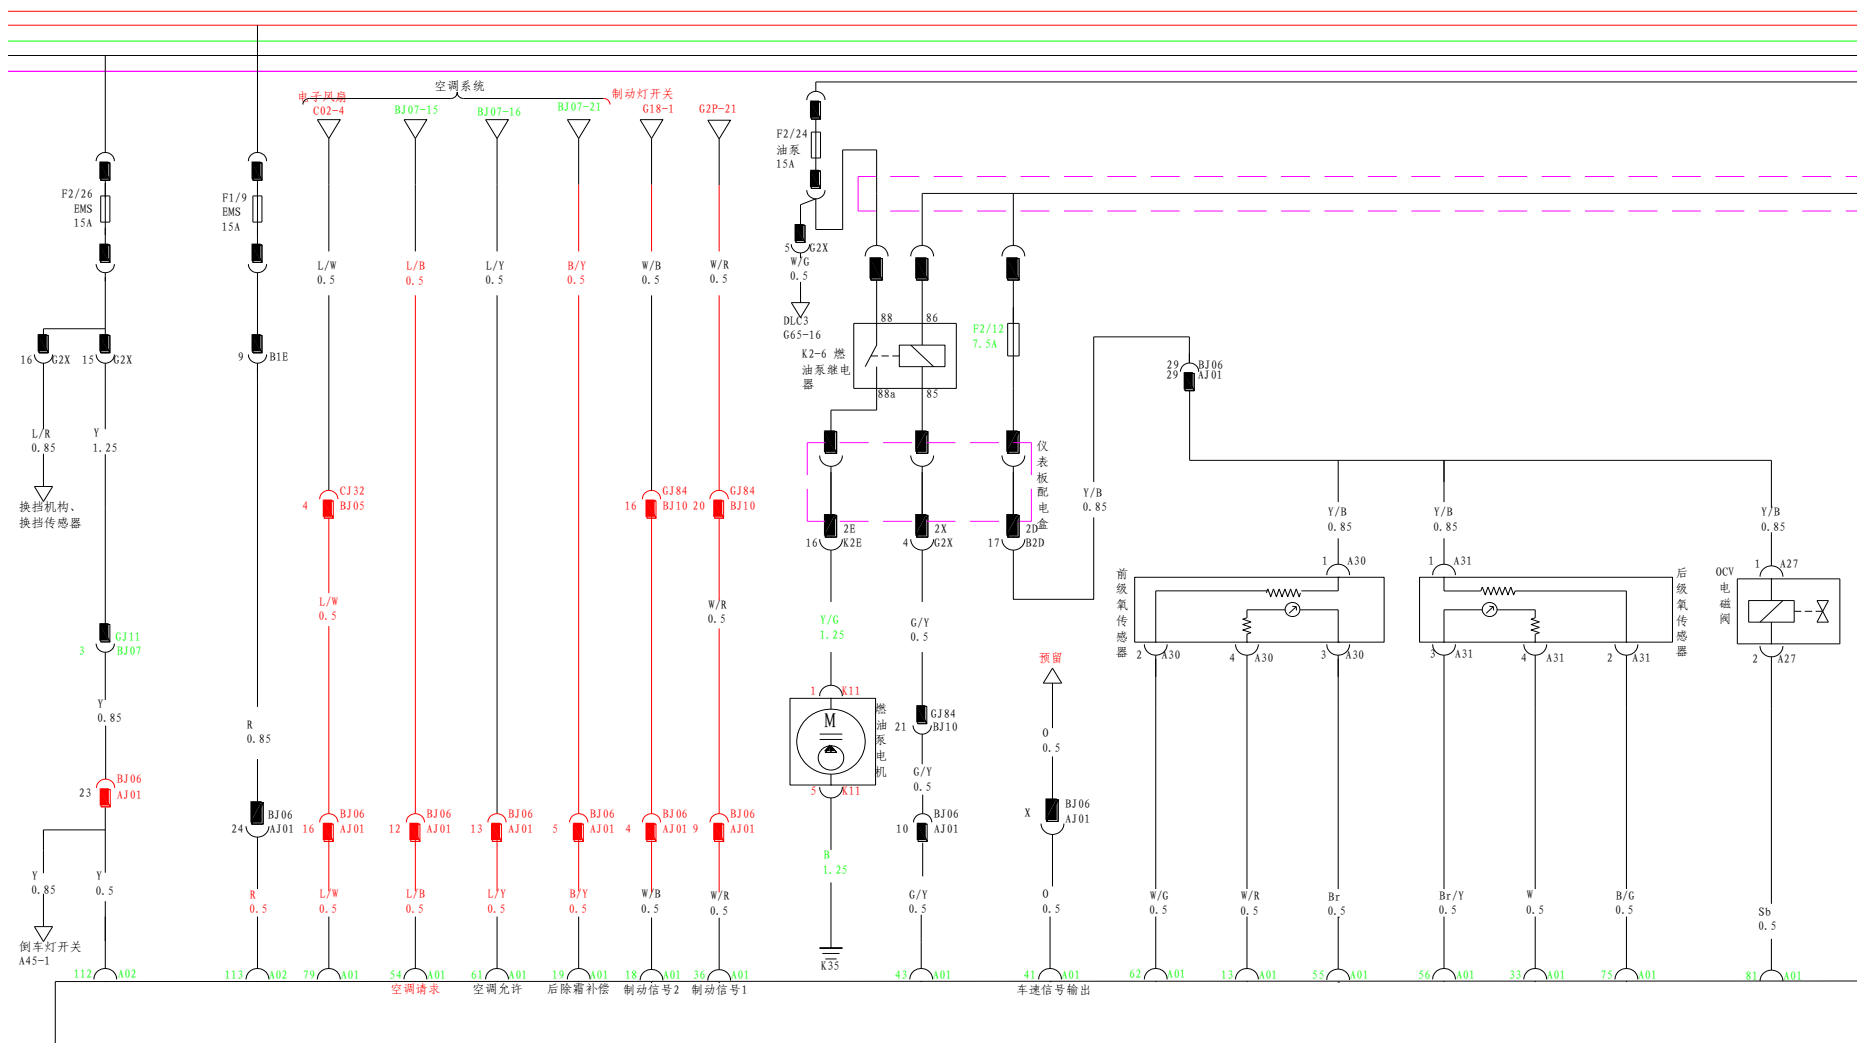 空调系统
电子风扇
C02-4
BJ07-15
BJ07-16
BJ07-21
制动灯开关
G18-1
G2P-21
F2/24
油泵
15A
F2/26
EMS
15A
F1/9
EMS
15A
5 G2X
W/G
0.5
DLC3
G65-16
L/W
0.5
L/B
0.5
L/Y
0.5
B/Y
0.5
W/B
0.5
W/R
0.5
88
86
K2-6 燃
油泵继电
器
88a
85
F2/12
7.5A
16 G2X
15 G2X
9 B1E
29 BJ06
29 AJ01
L/R
0.85
Y
1.25
换挡机构、
换挡传感器
CJ32
4 BJ05
GJ84
16 BJ10
GJ84
20 BJ10
仪表板配电盒
2E
16 K2E
2X
4 G2X
2D
17 B2D
Y/B
0.85
Y/B
0.85
Y/B
0.85
Y/B
0.85
1 A30
1 A31
1 A27
前级氧传感器
后级氧传感器
OCV
电磁阀
L/W
0.5
W/R
0.5
Y/G
1.25
G/Y
0.5
GJ11
3 BJ07
2 A30
4 A30
3 A30
3 A31
4 A31
2 A31
2 A27
预留
Y
0.85
R
0.85
1 K11
M
燃油泵电机
5 K11
GJ84
21 BJ10
O
0.5
G/Y
0.5
BJ06
23 AJ01
BJ06
24 AJ01
BJ06
16 AJ01
BJ06
12 AJ01
BJ06
13 AJ01
BJ06
5 AJ01
BJ06
4 AJ01
BJ06
9 AJ01
BJ06
10 AJ01
BJ06
X AJ01
Y
0.85
Y
0.5
R
0.5
L/W
0.5
L/B
0.5
L/Y
0.5
B/Y
0.5
W/B
0.5
W/R
0.5
B
1.25
G/Y
0.5
O
0.5
W/G
0.5
W/R
0.5
Br
0.5
Br/Y
0.5
W
0.5
B/G
0.5
Sb
0.5
倒车灯开关
A45-1
K35
112 A02
113 A02
79 A01
54 A01
61 A01
19 A01
18 A01
36 A01
43 A01
41 A01
62 A01
13 A01
55 A01
56 A01
33 A01
75 A01
81 A01
空调请求
空调允许
后除霜补偿
制动信号2
制动信号1
车速信号输出